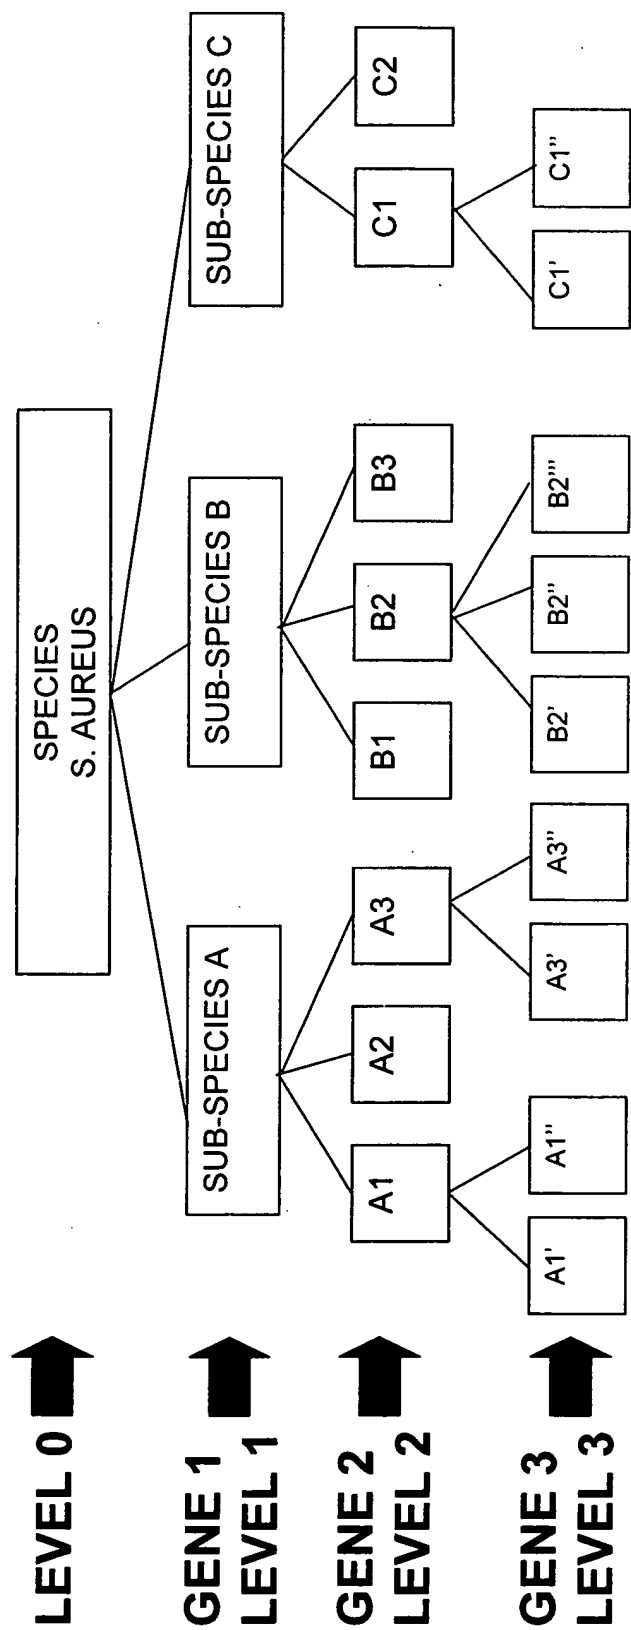 LEVEL 0
SPECIES
S. AUREUS
GENE 1
LEVEL 1
SUB-SPECIES A
SUB-SPECIES B
SUB-SPECIES C
GENE 2
LEVEL 2
A1
A2
A3
B1
B2
B3
C1
C2
GENE 3
LEVEL 3
A1'
A1"
A3'
A3"
B2'
B2"
B2'"
C1'
C1"